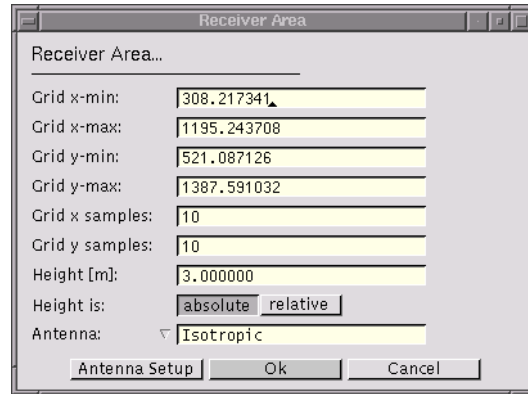 Receiver Area
Receiver Area...
Grid x-min: 308.217341
Grid x-max: 1195.243708
Grid y-min: 521.087126
Grid y-max: 1387.591032
Grid x samples: 10
Grid y samples: 10
Height [m]: 3.000000
Height is: absolute relative
Antenna: Isotropic
Antenna Setup Ok Cancel